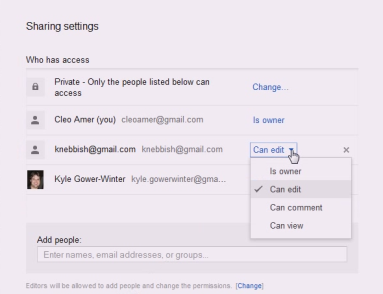 Sharing settings
Who has access
Private - Only the people listed below can
access
Change...
Cleo Amer (you) cleoamer@gmail.com
Is owner
knebbish@gmail.com knebbish@gmail.com
Can edit
Kyle Gower-Winter kyle.gowerwinter@gma...
Is owner
Can edit
Can comment
Can view
Add people:
Enter names, email addresses, or groups...
Editors will be allowed to add people and change the permissions. [Change]